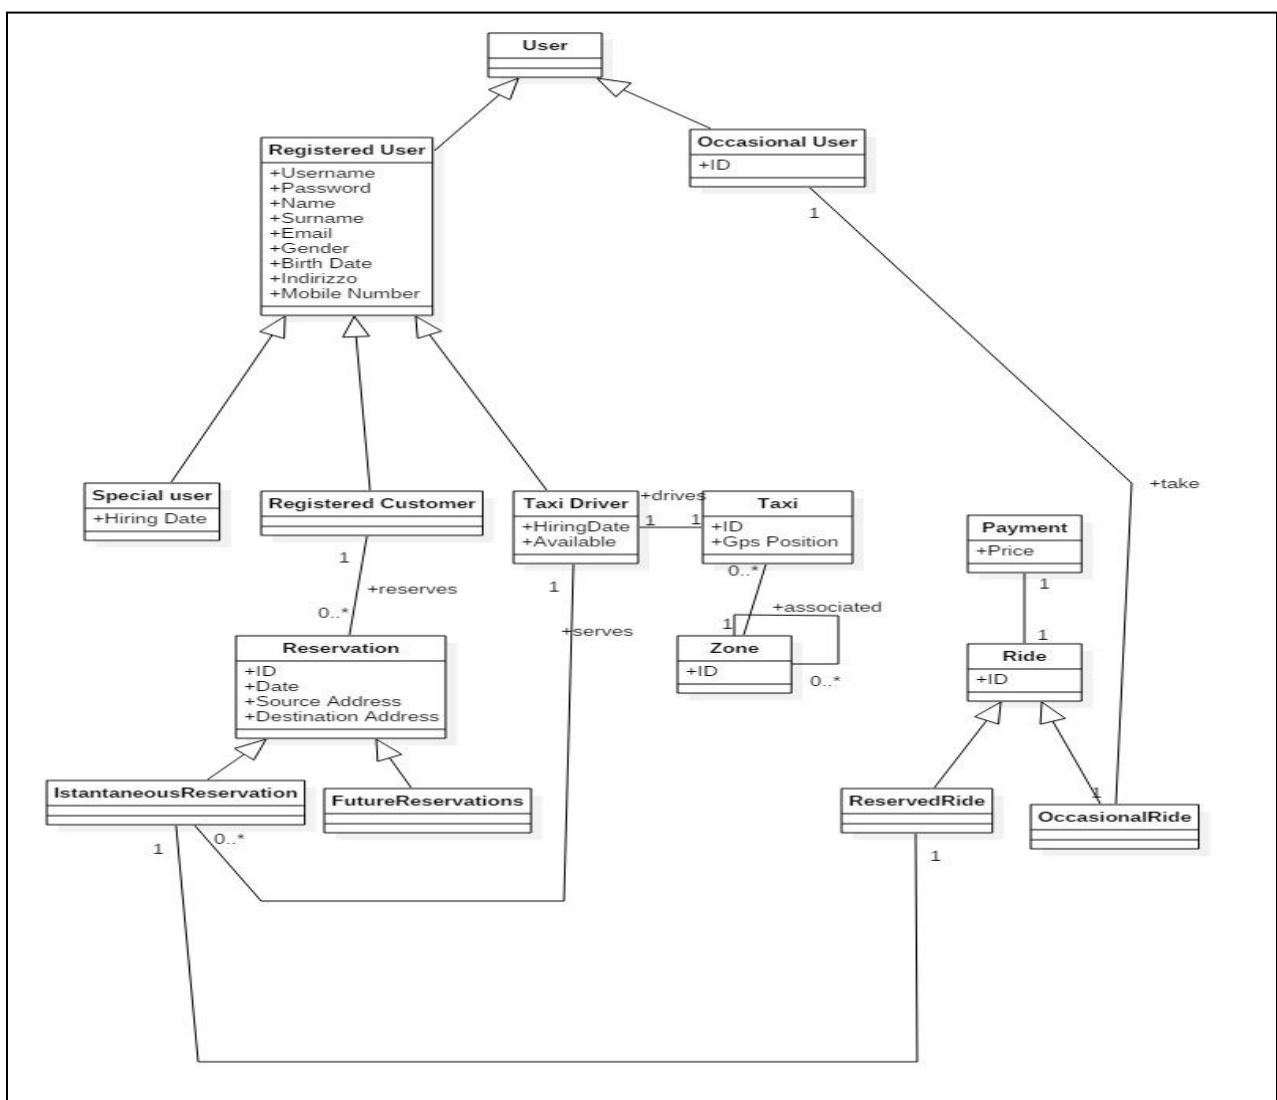 User
Occasional User
+ID
1
Registered User
+Username
+Password
+Name
+Surname
+Email
+Gender
+Birth Date
+Indirizzo
+Mobile Number
+take
Special user
+Hiring Date
Registered Customer
1
+reserves
0..*
Taxi Driver
+HiringDate
+Available
1
+serves
+drives
1
1
Taxi
+ID
+Gps Position
0..*
+associated
1
Zone
+ID
0..*
Payment
+Price
1
1
Ride
+ID
Reservation
+ID
+Date
+Source Address
+Destination Address
IstantaneousReservation
1
0..*
FutureReservations
ReservedRide
1
1
OccasionalRide